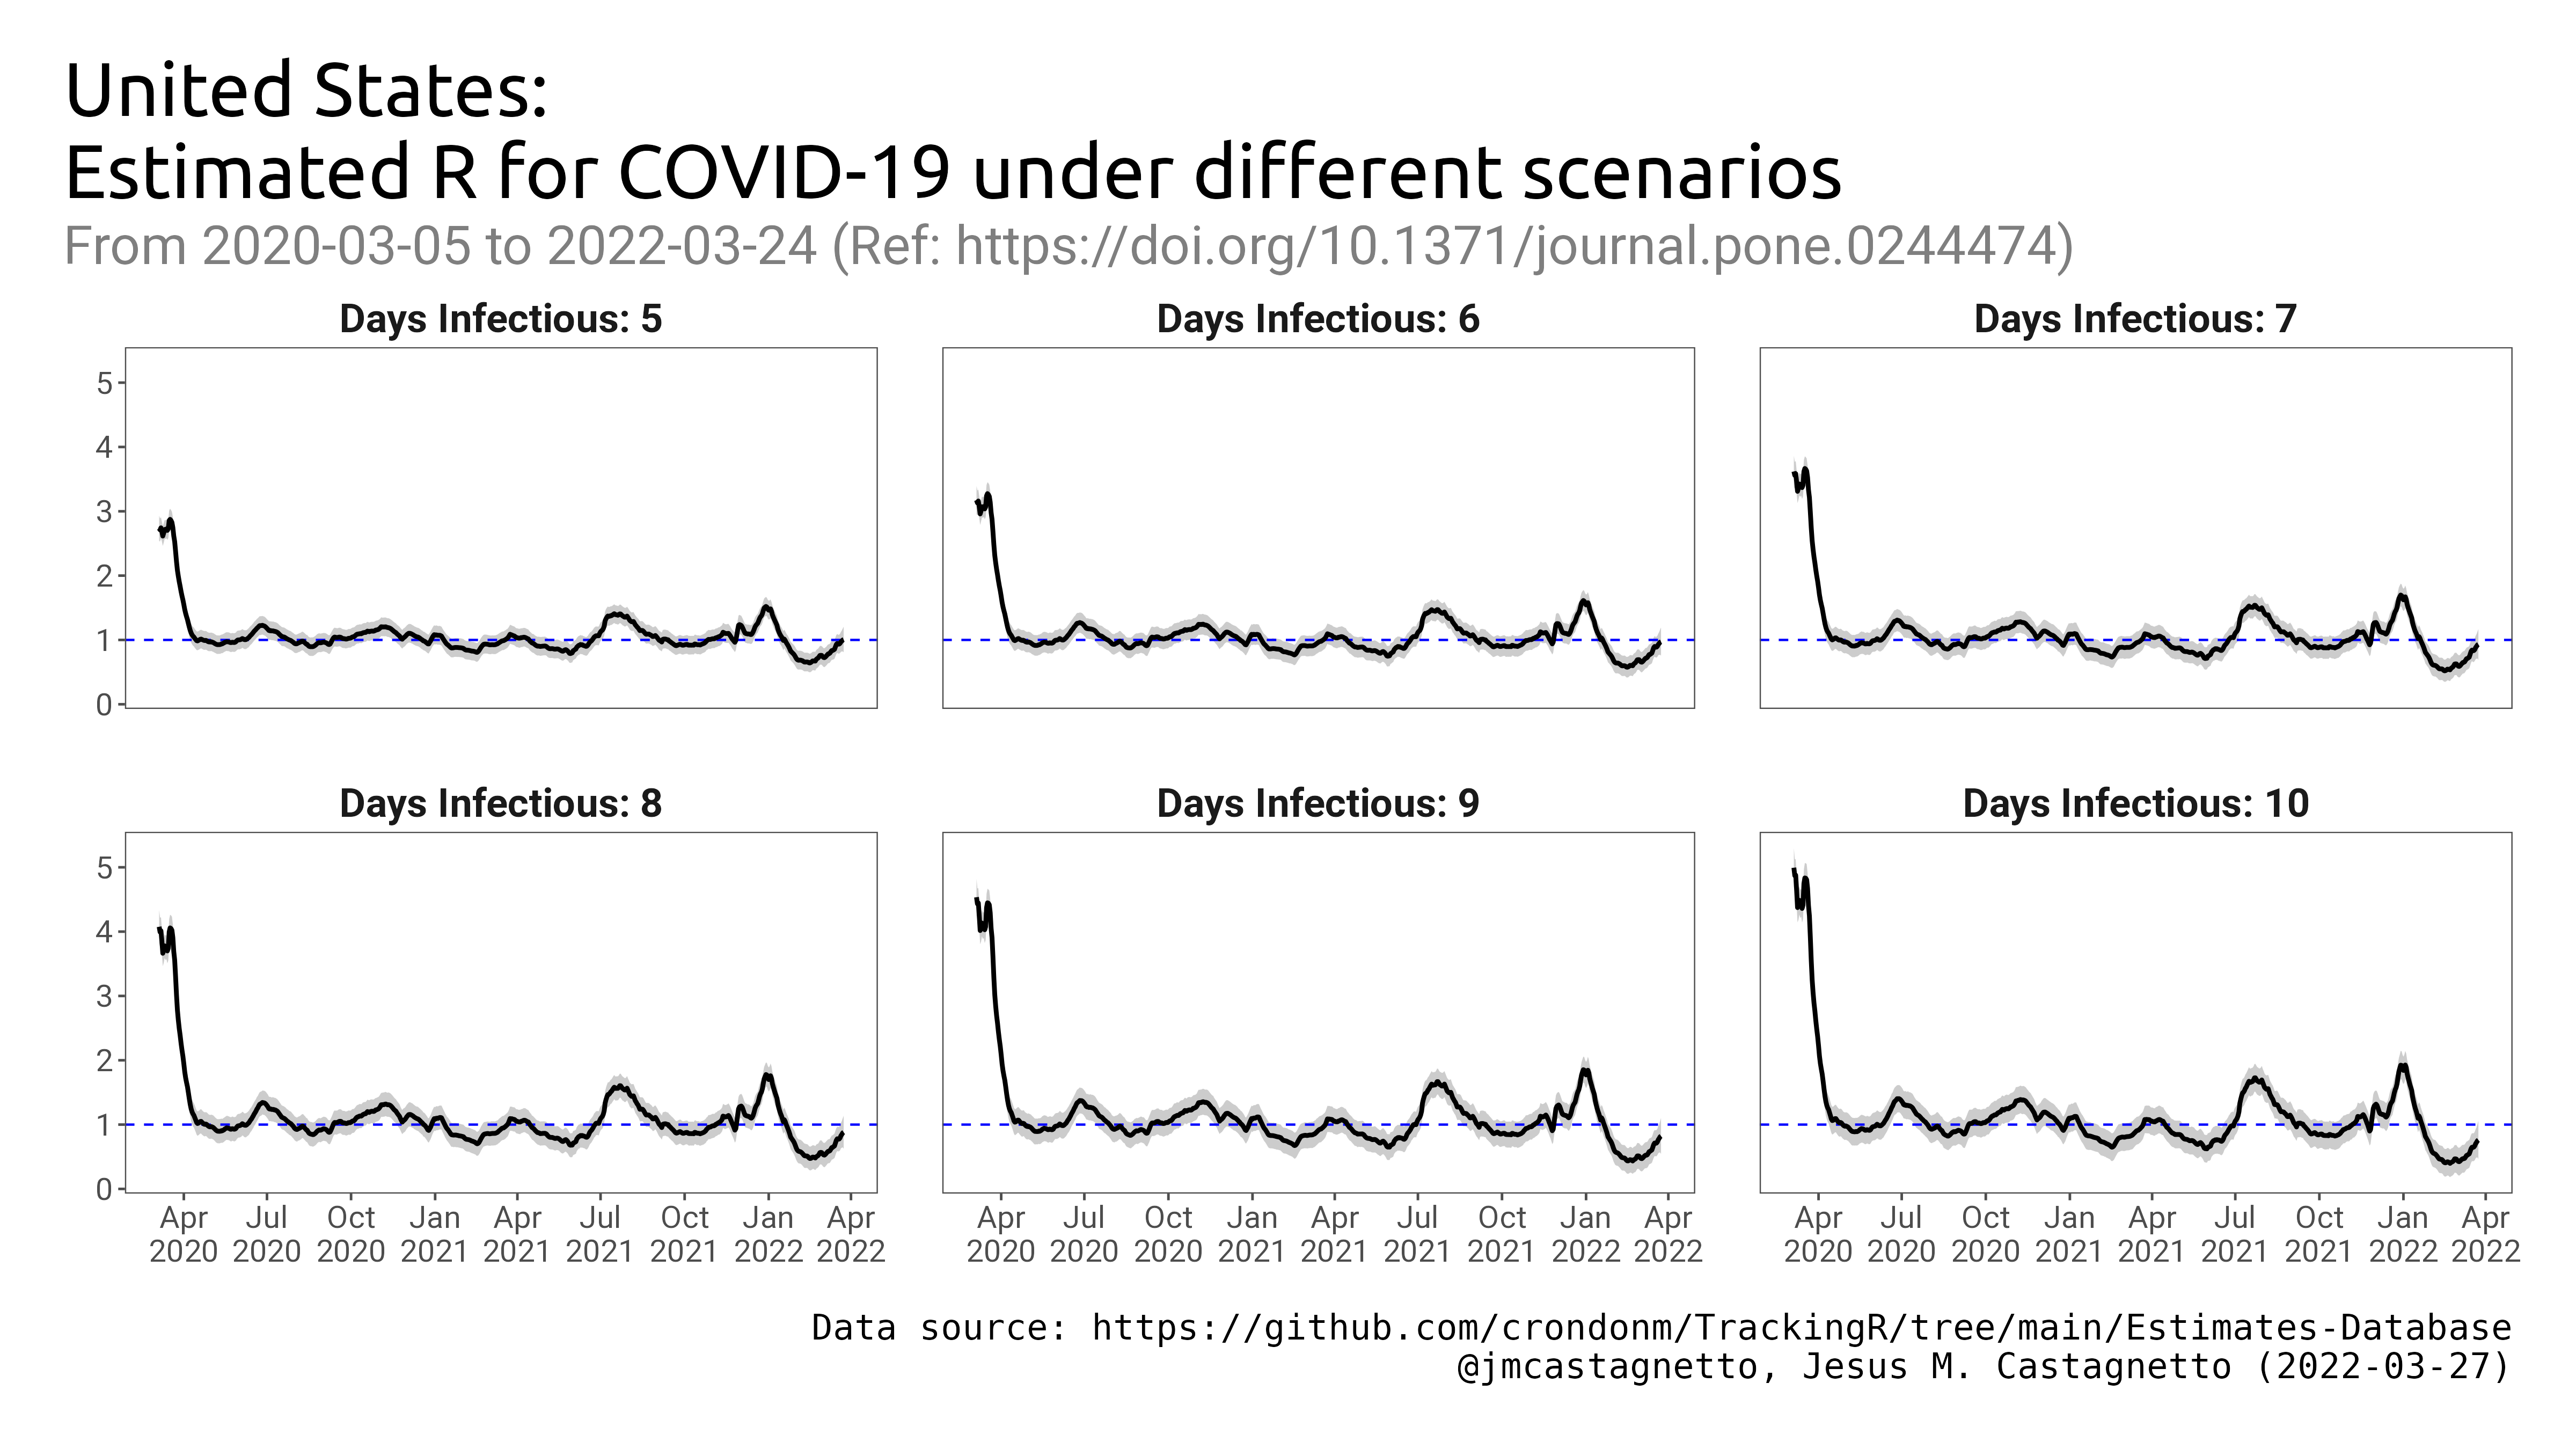 United States:
Estimated R for COVID-19 under different scenarios
From 2020-03-05 to 2022-03-24 (Ref: https://doi.org/10.1371/journal.pone.0244474)
Days Infectious: 5
Days Infectious: 6
Days Infectious: 7
5
4
3
2
1
0
Days Infectious: 8
Days Infectious: 9
Days Infectious: 10
5
4
3
2
1
0
Apr Jul Oct Jan Apr Jul Oct Jan Apr
2020 2020 2020 2021 2021 2021 2021 2022 2022
Apr Jul Oct Jan Apr Jul Oct Jan Apr
2020 2020 2020 2021 2021 2021 2021 2022 2022
Apr Jul Oct Jan Apr Jul Oct Jan Apr
2020 2020 2020 2021 2021 2021 2021 2022 2022
Data source: https://github.com/crondonm/TrackingR/tree/main/Estimates-Database
@jmcastagnetto, Jesus M. Castagnetto (2022-03-27)